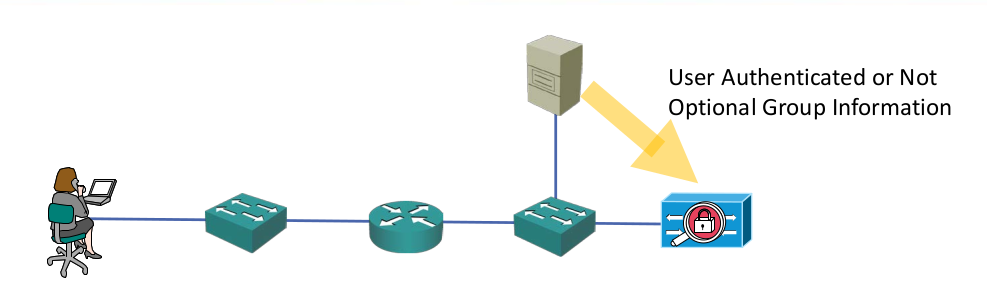 User Authenticated or Not
Optional Group Information